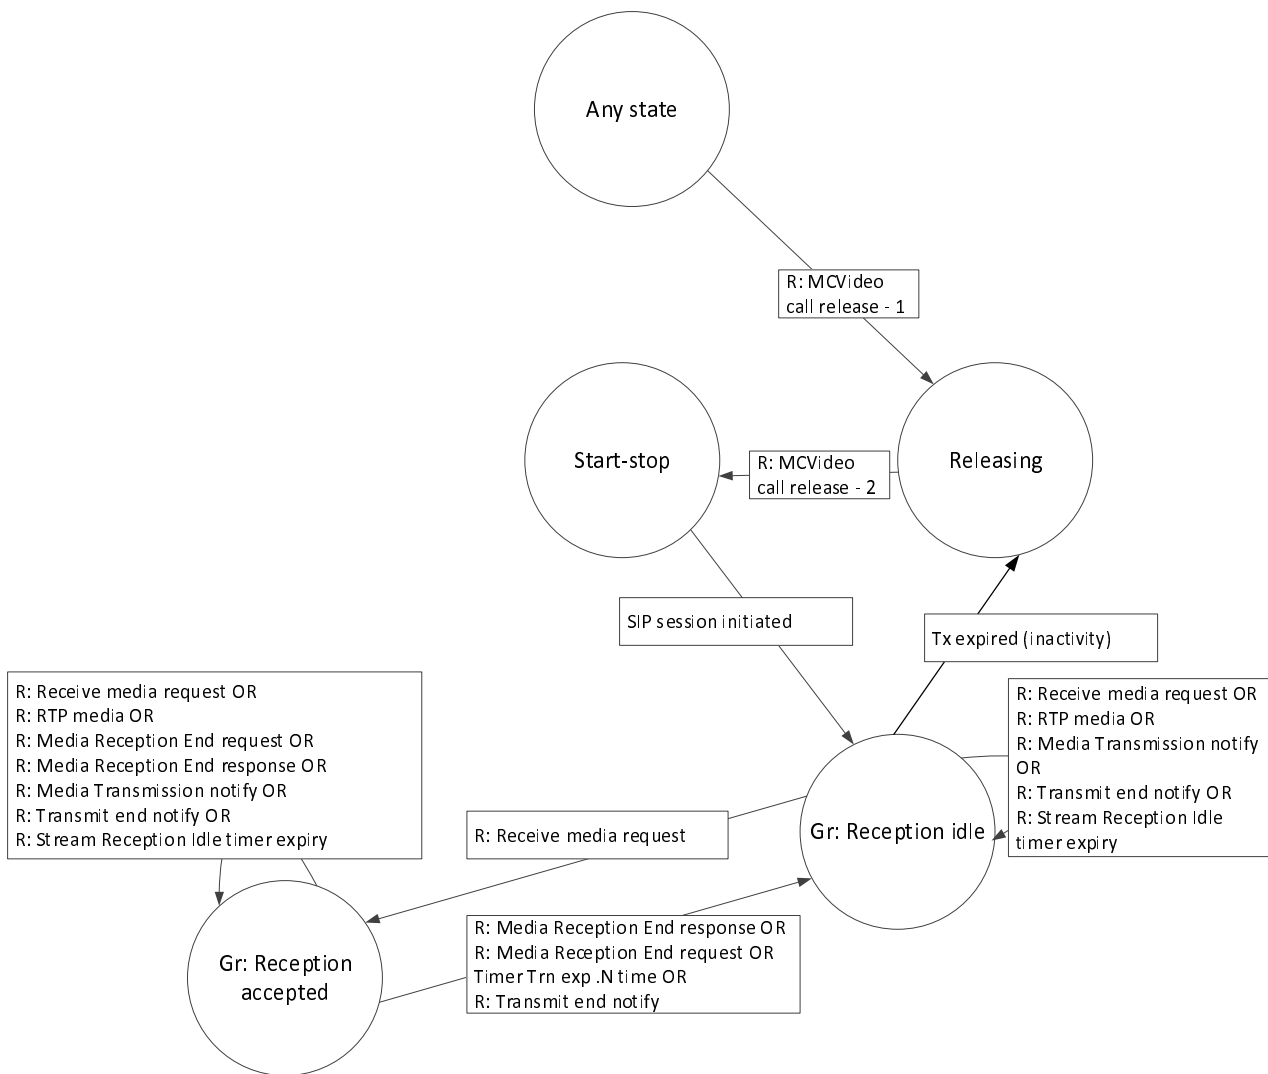 Any state
R: MCVideo
call release - 1
Start-stop
R: MCVideo
call release - 2
Releasing
SIP session initiated
Tx expired (inactivity)
R: Receive media request OR
R: RTP media OR
R: Media Reception End request OR
R: Media Reception End response OR
R: Media Transmission notify OR
R: Transmit end notify OR
R: Stream Reception Idle timer expiry
R: Receive media request OR
R: RTP media OR
R: Media Transmission notify
OR
R: Transmit end notify OR
R: Stream Reception Idle
timer expiry
R: Receive media request
Gr: Reception idle
R: Media Reception End response OR
R: Media Reception End request OR
Timer Trn exp .N time OR
R: Transmit end notify
Gr: Reception
accepted